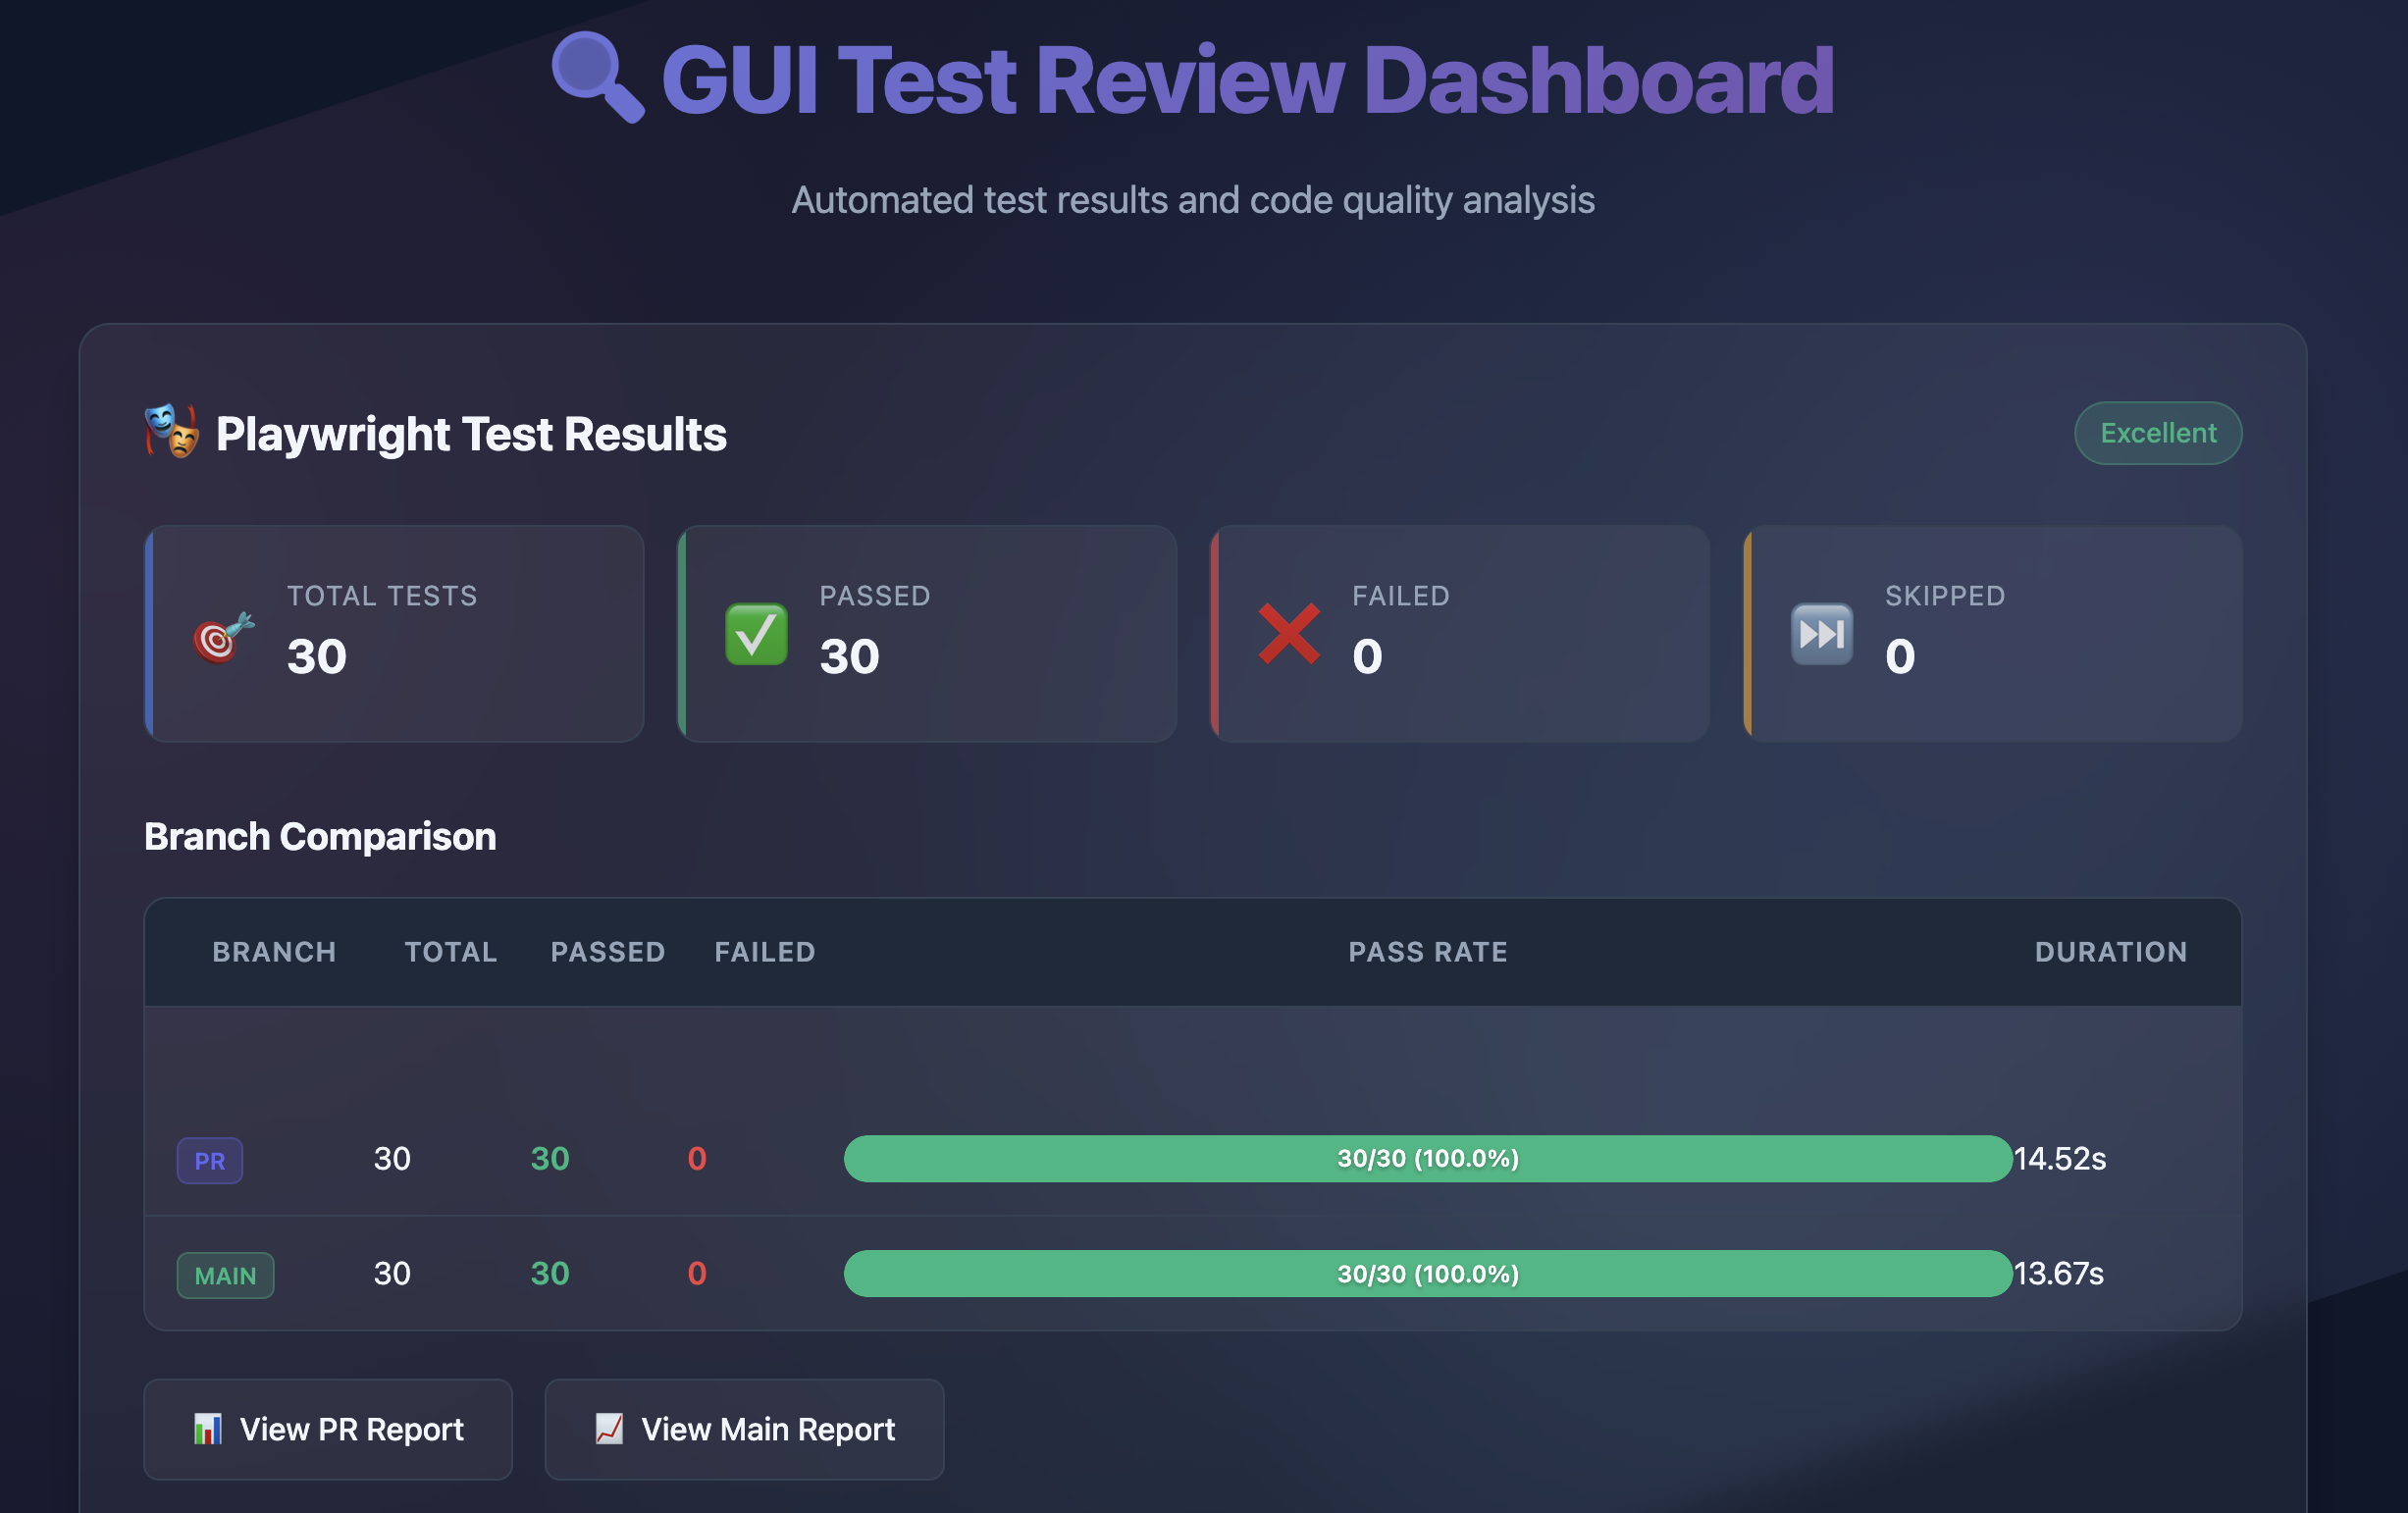 GUI Test Review Dashboard
Automated test results and code quality analysis
Playwright Test Results
Excellent
TOTAL TESTS
30
PASSED
30
FAILED
0
SKIPPED
0
Branch Comparison
BRANCH TOTAL PASSED FAILED PASS RATE DURATION
PR 30 30 0 30/30 (100.0%) 14.52s
MAIN 30 30 0 30/30 (100.0%) 13.67s
View PR Report
View Main Report